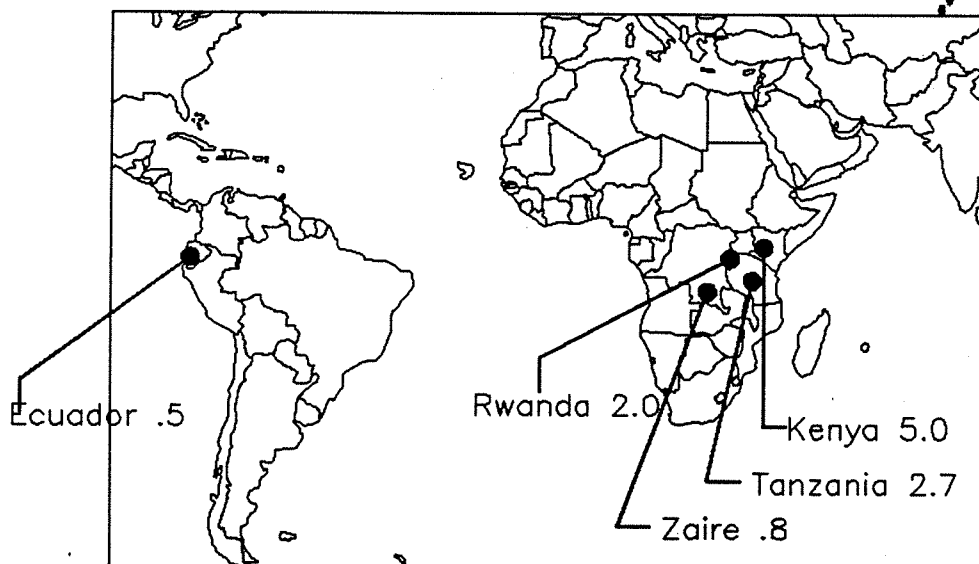 Ecuador .5
Rwanda 2.0
Kenya 5.0
Tanzania 2.7
Zaire .8